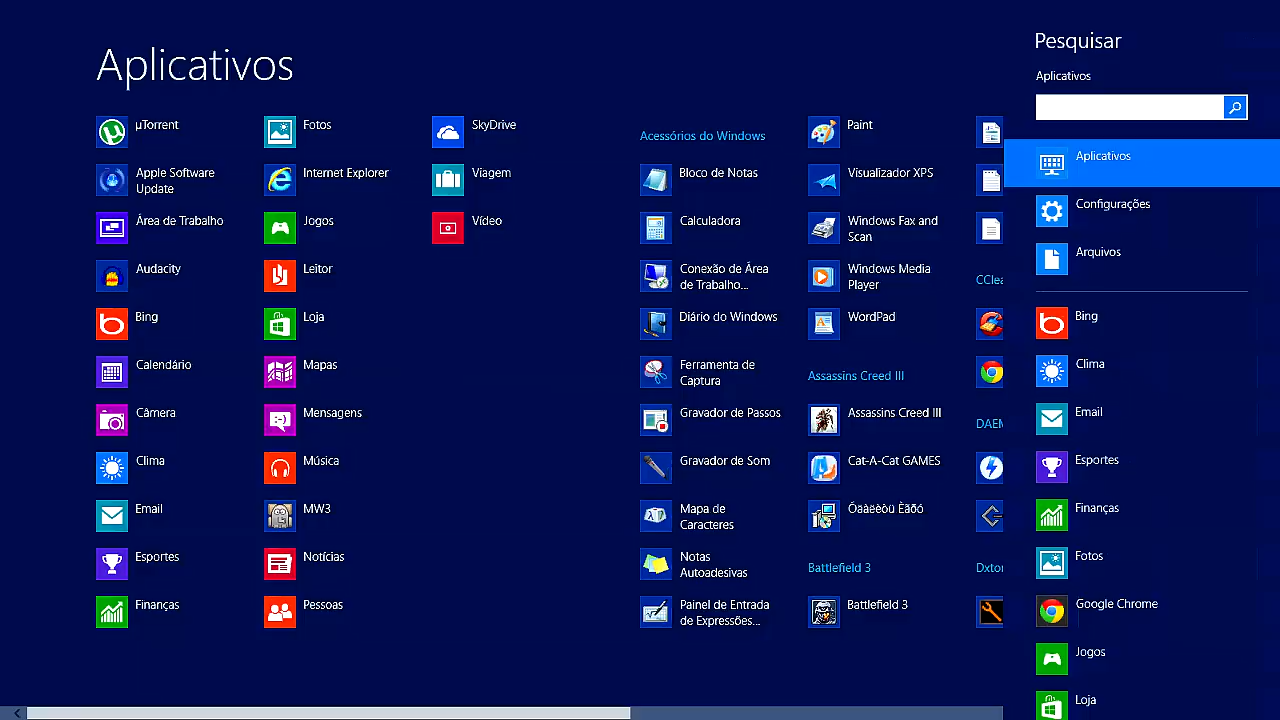 Aplicativos
µTorrent
Apple Software
Update
Área de Trabalho
Audacity
Bing
Calendário
Câmera
Clima
Email
Esportes
Finanças
Fotos
Internet Explorer
Jogos
Leitor
Loja
Mapas
Mensagens
Música
MW3
Notícias
Pessoas
SkyDrive
Viagem
Vídeo
Acessórios do Windows
Bloco de Notas
Calculadora
Conexão de Área
de Trabalho...
Diário do Windows
Ferramenta de
Captura
Gravador de Passos
Gravador de Som
Mapa de
Caracteres
Notas
Autoadesivas
Painel de Entrada
de Expressões...
Paint
Visualizador XPS
Windows Fax and
Scan
Windows Media
Player
WordPad
Assassins Creed III
Assassins Creed III
Cat-A-Cat GAMES
Óäàëèòü Èãðó
Battlefield 3
Battlefield 3
CClea
DAEM
Dxtor
Pesquisar
Aplicativos
Aplicativos
Configurações
Arquivos
Bing
Clima
Email
Esportes
Finanças
Fotos
Google Chrome
Jogos
Loja